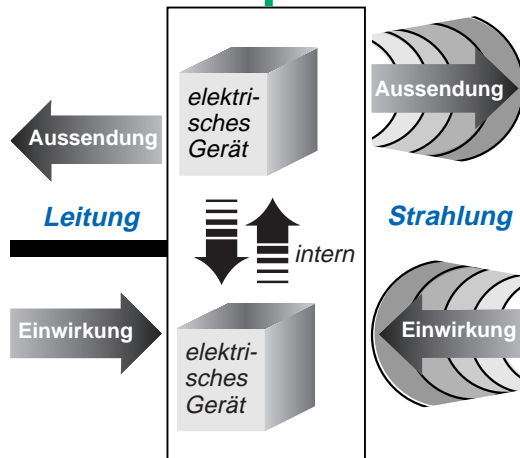 elektri-
sches
Gerät
Aussendung
Aussendung
Leitung
Strahlung
intern
Einwirkung
Einwirkung
elektri-
sches
Gerät